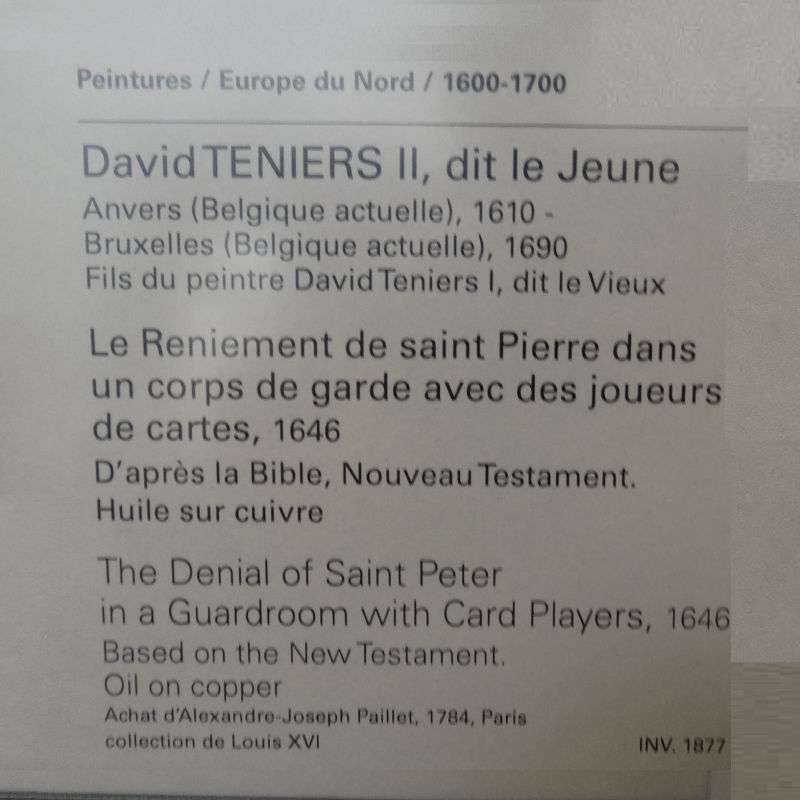 Peintures / Europe du Nord / 1600-1700
David TENIERS II, dit le Jeune
Anvers (Belgique actuelle), 1610 -
Bruxelles (Belgique actuelle), 1690
Fils du peintre David Teniers I, dit le Vieux
Le Reniement de saint Pierre dans
un corps de garde avec des joueurs
de cartes, 1646
D'après la Bible, Nouveau Testament.
Huile sur cuivre
The Denial of Saint Peter
in a Guardroom with Card Players, 1646
Based on the New Testament.
Oil on copper
Achat d'Alexandre-Joseph Paillet, 1784, Paris
collection de Louis XVI
INV. 1877